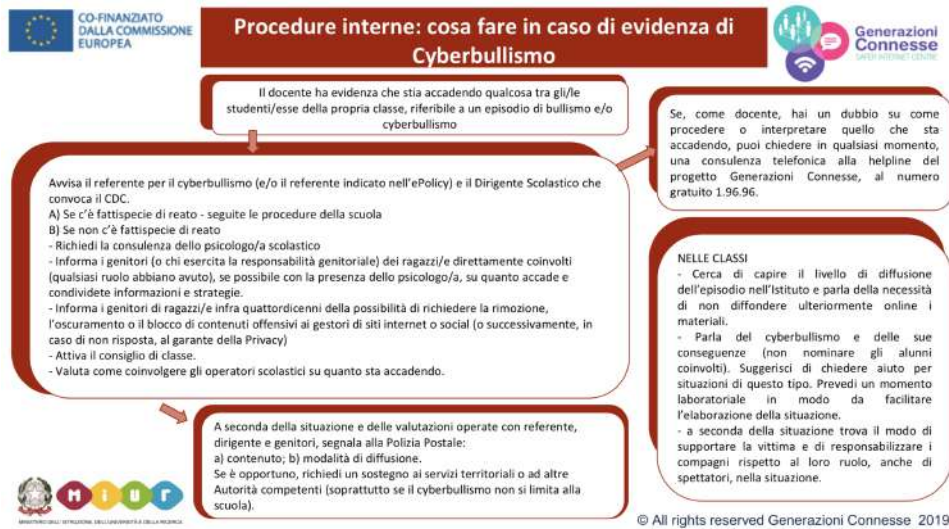 CO-FINANZIATO
DALLA COMMISSIONE
EUROPEA
Procedure interne: cosa fare in caso di evidenza di
Cyberbullismo
Generazioni
Connesse
SAFER INTERNET CENTRE
Il docente ha evidenza che stia accadendo qualcosa tra gli/le
studenti/esse della propria classe, riferibile a un episodio di bullismo e/o
cyberbullismo
Se, come docente, hai un dubbio su come
procedere o interpretare quello che sta
accadendo, puoi chiedere in qualsiasi momento,
una consulenza telefonica alla helpline del
progetto Generazioni Connesse, al numero
gratuito 1.96.96.
Avvisa il referente per il cyberbullismo (e/o il referente indicato nell'ePolicy) e il Dirigente Scolastico che
convoca il CDC.
A) Se c'è fattispecie di reato - seguite le procedure della scuola
B) Se non c'è fattispecie di reato
- Richiedi la consulenza dello psicologo/a scolastico
- Informa i genitori (o chi esercita la responsabilità genitoriale) dei ragazzi/e direttamente coinvolti
(qualsiasi ruolo abbiano avuto), se possibile con la presenza dello psicologo/a, su quanto accade e
condividete informazioni e strategie.
- Informa i genitori di ragazzi/e infra quattordicenni della possibilità di richiedere la rimozione,
l'oscuramento o il blocco di contenuti offensivi ai gestori di siti internet o social (o successivamente, in
caso di non risposta, al garante della Privacy)
- Attiva il consiglio di classe.
- Valuta come coinvolgere gli operatori scolastici su quanto sta accadendo.
NELLE CLASSI
- Cerca di capire il livello di diffusione
dell'episodio nell'Istituto e parla della necessità
di non diffondere ulteriormente online i
materiali.
- Parla del cyberbullismo e delle sue
conseguenze (non nominare gli alunni
coinvolti). Suggerisci di chiedere aiuto per
situazioni di questo tipo. Prevedi un momento
laboratoriale in modo da facilitare
l'elaborazione della situazione.
- a seconda della situazione trova il modo di
supportare la vittima e di responsabilizzare i
compagni rispetto al loro ruolo, anche di
spettatori, nella situazione.
A seconda della situazione e delle valutazioni operate con referente,
dirigente e genitori, segnala alla Polizia Postale:
a) contenuto; b) modalità di diffusione.
Se è opportuno, richiedi un sostegno ai servizi territoriali o ad altre
Autorità competenti (soprattutto se il cyberbullismo non si limita alla
scuola).
MIUR
MINISTERO DELL'ISTRUZIONE, DELL'UNIVERSITÀ E DELLA RICERCA
© All rights reserved Generazioni Connesse 2019